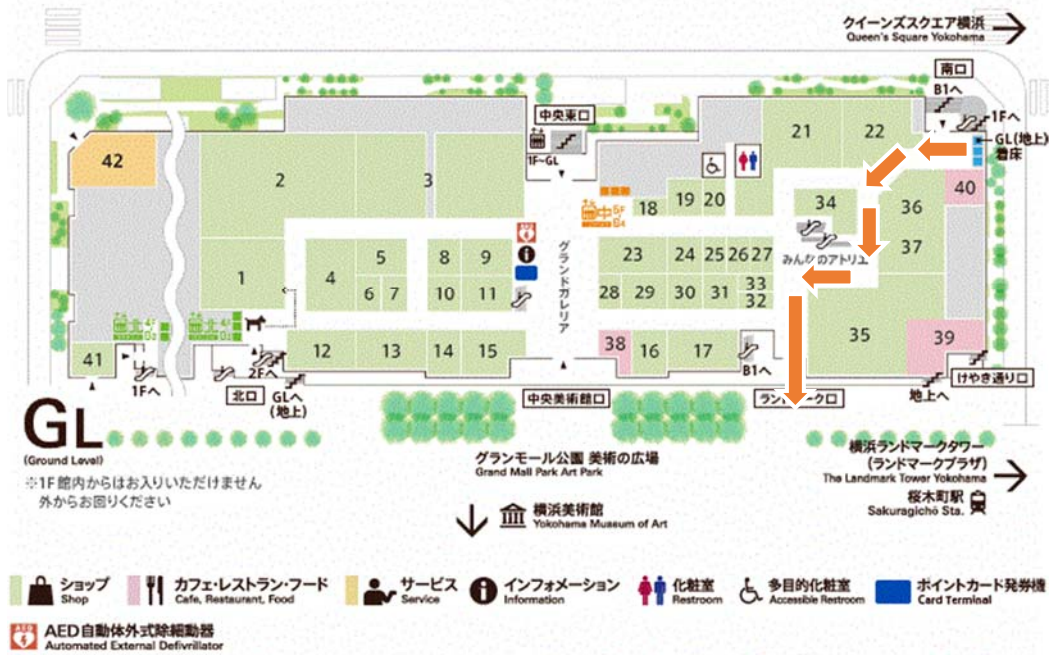 クイーンズスクエア横浜
Queen's Square Yokohama
南口
B1へ
1Fへ
GL(地上)
着床
中央東口
1F~GL
21
22
42
2
3
40
34
36
18
19
20
5F
B4
AED
グランドガレリア
みんなのアトリエ
37
1
4
5
8
9
23
24
25
26
27
6
7
10
11
28
29
30
31
33
32
4F
4F
12
13
14
15
38
16
17
35
39
41
1Fへ
2Fへ
B1へ
けやき通り口
北口
GLへ
(地上)
中央美術館口
ランドマーク口
地上へ
GL
(Ground Level)
※1F 館内からはお入りいただけません
外からお回りください
グランモール公園 美術の広場
Grand Mall Park Art Park
横浜ランドマークタワー
(ランドマークプラザ)
The Landmark Tower Yokohama
桜木町駅
Sakuragichō Sta.
横浜美術館
Yokohama Museum of Art
ショップ
Shop
カフェ・レストラン・フード
Cafe, Restaurant, Food
サービス
Service
インフォメーション
Information
化粧室
Restroom
多目的化粧室
Accessible Restroom
ポイントカード発券機
Card Terminal
AED
AED自動体外式除細動器
Automated External Defivrillator